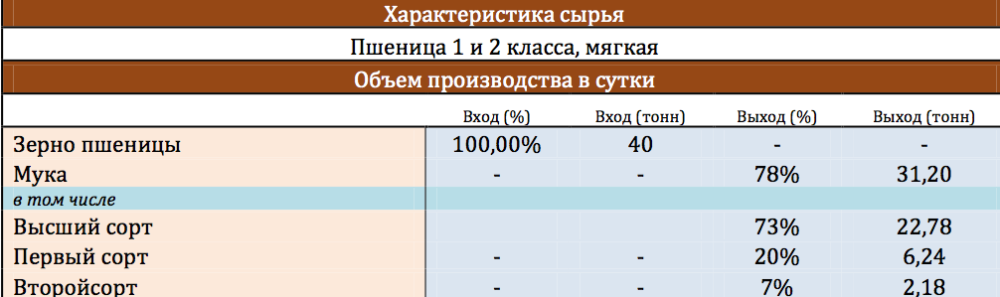 Характеристика сырья
Пшеница 1 и 2 класса, мягкая
Объем производства в сутки
Вход (%) Вход (тонн) Выход (%) Выход (тонн)
Зерно пшеницы 100,00% 40 - -
Мука - - 78% 31,20
в том числе
Высший сорт 73% 22,78
Первый сорт - - 20% 6,24
Второйсорт - - 7% 2,18